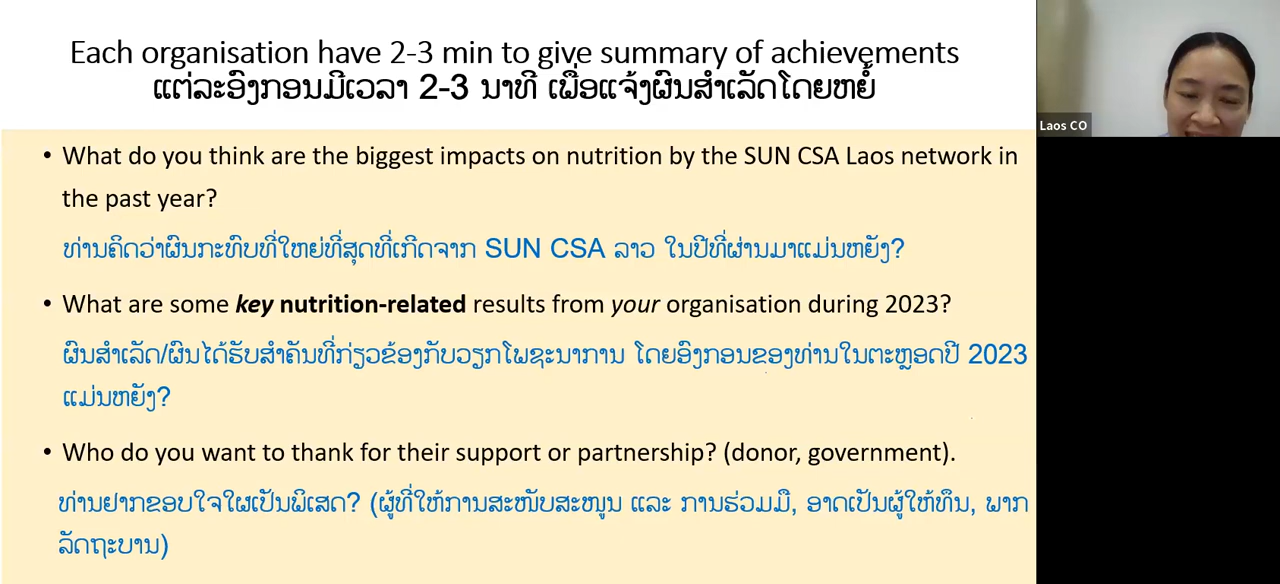 Each organisation have 2-3 min to give summary of achievements
ແຕ່ລະອົງກອນມີເວລາ 2-3 ນາທີ ເພື່ອແຈ້ງຜົນສຳເລັດໂດຍຫຍໍ້
• What do you think are the biggest impacts on nutrition by the SUN CSA Laos network in
the past year?
ທ່ານຄິດວ່າຜົນກະທົບທີ່ໃຫຍ່ທີ່ສຸດທີ່ເກີດຈາກ SUN CSA ລາວ ໃນປີທີ່ຜ່ານມາແມ່ນຫຍັງ?
• What are some key nutrition-related results from your organisation during 2023?
ຜົນສຳເລັດ/ຜົນໄດ້ຮັບສຳຄັນທີ່ກ່ຽວຂ້ອງກັບວຽກໂພຊະນາການ ໂດຍອົງກອນຂອງທ່ານໃນຕະຫຼອດປີ 2023
ແມ່ນຫຍັງ?
• Who do you want to thank for their support or partnership? (donor, government).
ທ່ານຢາກຂອບໃຈໃຜເປັນພິເສດ? (ຜູ້ທີ່ໃຫ້ການສະໜັບສະໜູນ ແລະ ການຮ່ວມມື, ອາດເປັນຜູ້ໃຫ້ທຶນ, ພາກ
ລັດຖະບານ)
Laos CO